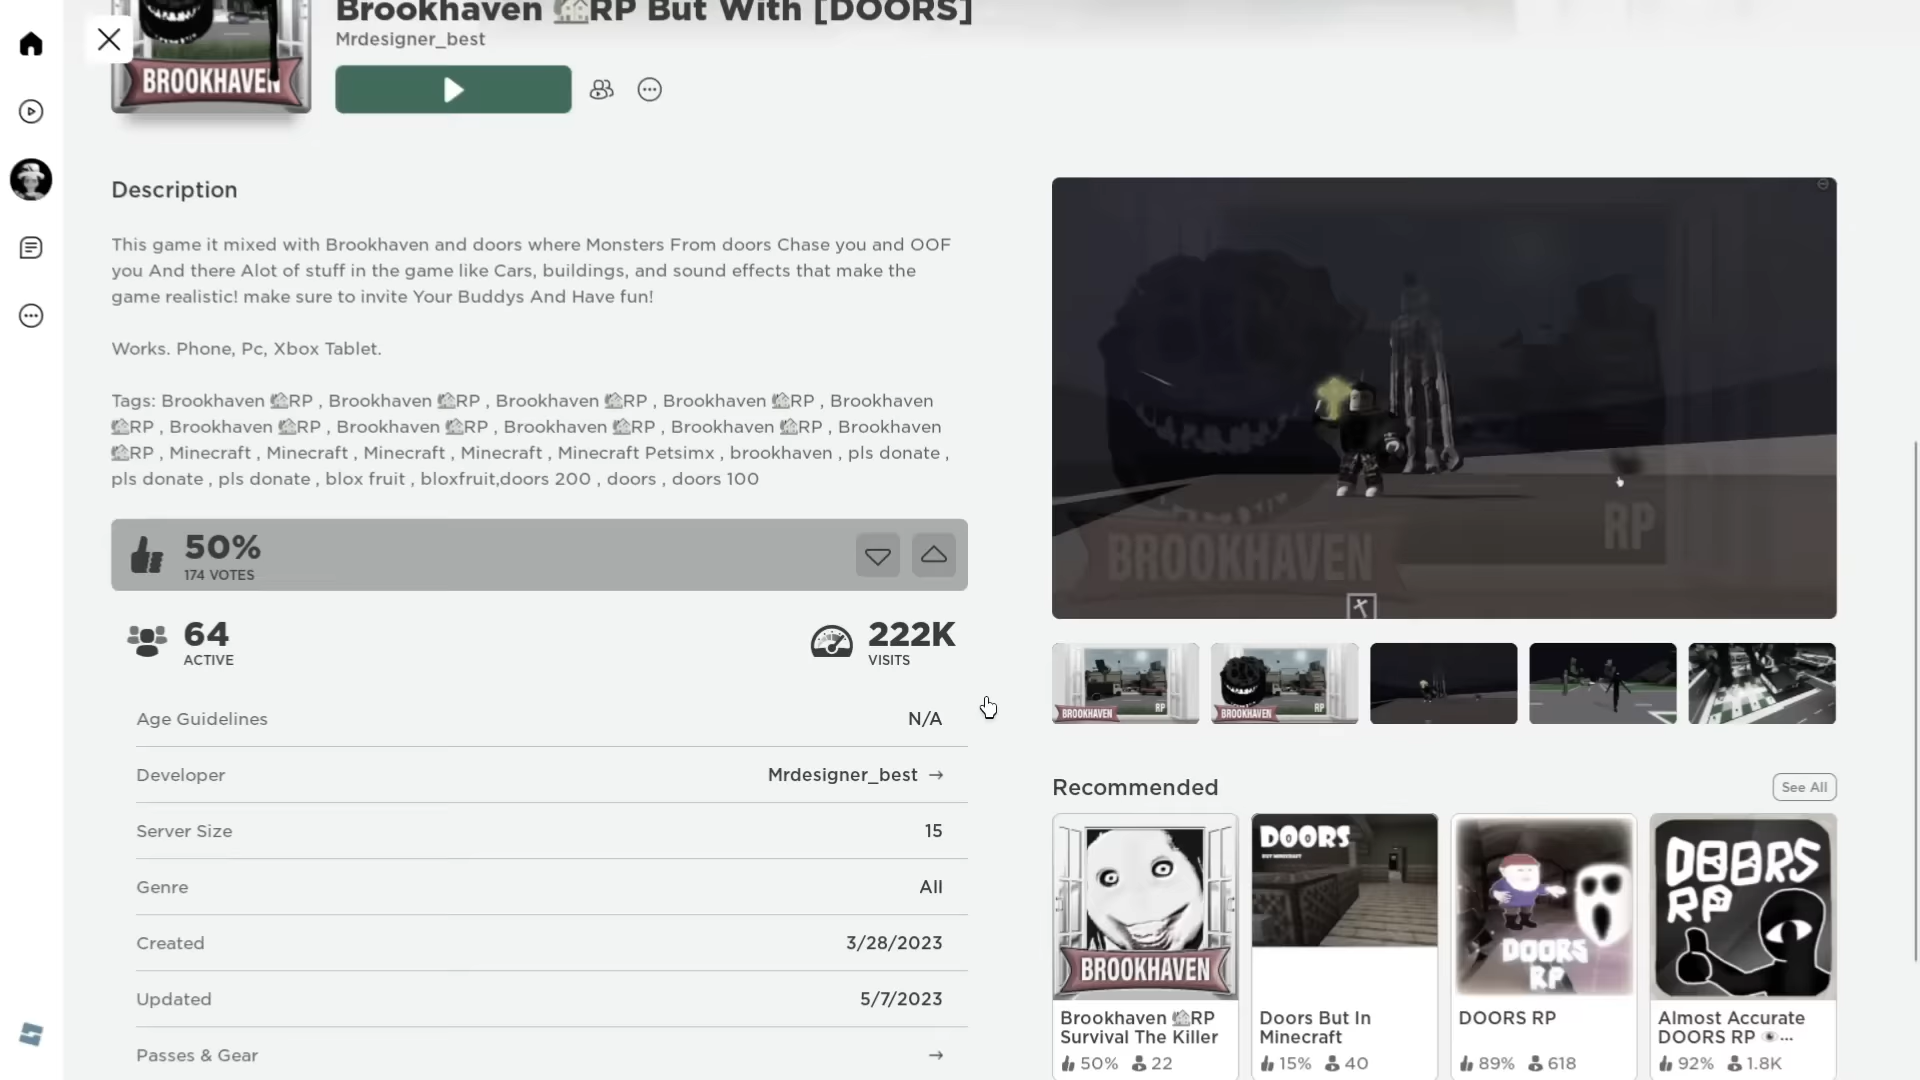 Brookhaven 🏠RP But With [DOORS]
Mrdesigner_best
BROOKHAVEN
Description
This game it mixed with Brookhaven and doors where Monsters From doors Chase you and OOF
you And there Alot of stuff in the game like Cars, buildings, and sound effects that make the
game realistic! make sure to invite Your Buddys And Have fun!
Works. Phone, Pc, Xbox Tablet.
Tags: Brookhaven 🏠RP , Brookhaven 🏠RP , Brookhaven 🏠RP , Brookhaven 🏠RP , Brookhaven
🏠RP , Brookhaven 🏠RP , Brookhaven 🏠RP , Brookhaven 🏠RP , Brookhaven 🏠RP , Brookhaven
🏠RP , Minecraft , Minecraft , Minecraft , Minecraft , Minecraft Petsimx , brookhaven , pls donate ,
pls donate , pls donate , blox fruit , bloxfruit,doors 200 , doors , doors 100
50%
174 VOTES
64
ACTIVE
222K
VISITS
Age Guidelines N/A
Developer Mrdesigner_best →
Server Size 15
Genre All
Created 3/28/2023
Updated 5/7/2023
Passes & Gear →
BROOKHAVEN
RP
BROOKHAVEN RP
BROOKHAVEN RP
Recommended
See All
BROOKHAVEN
Brookhaven 🏠RP
Survival The Killer
50% 22
DOORS
BUT MINECRAFT
Doors But In
Minecraft
15% 40
DOORS
RP
DOORS RP
89% 618
DOORS
RP
Almost Accurate
DOORS RP 👁...
92% 1.8K